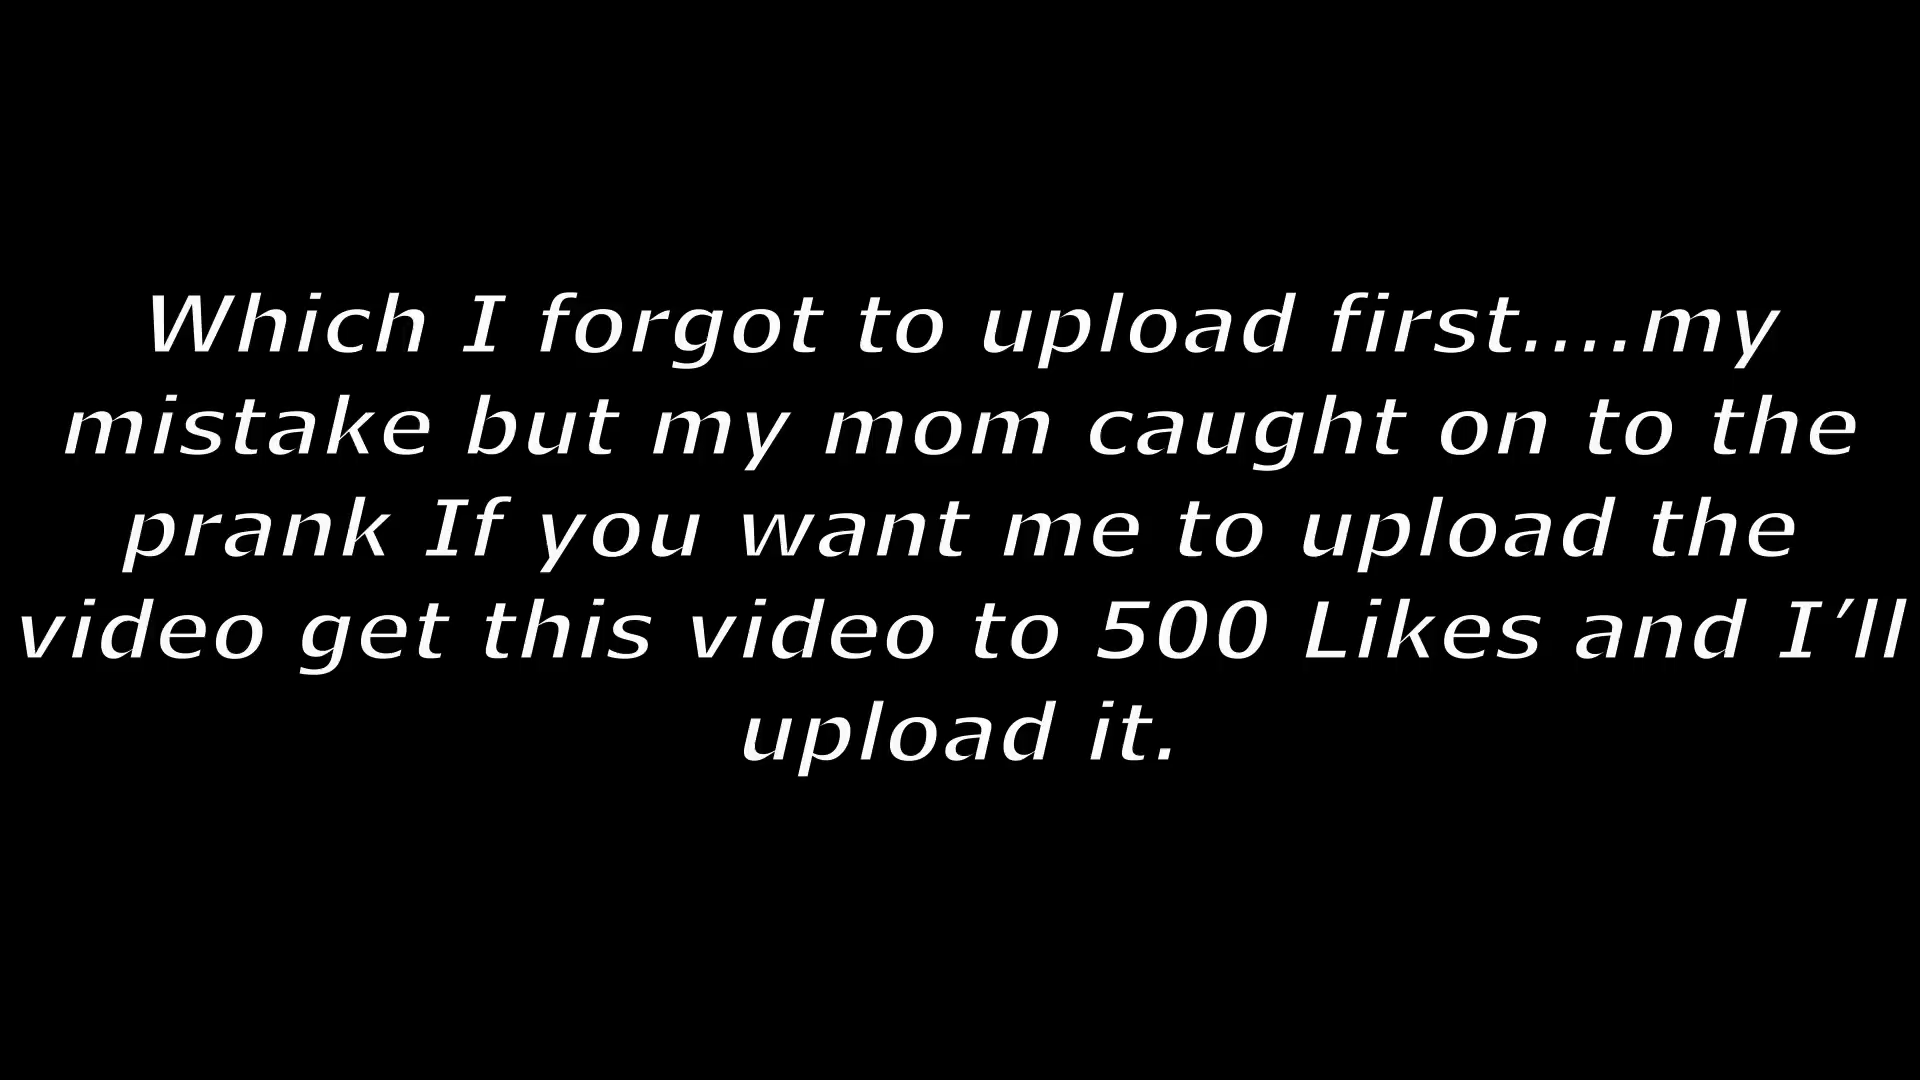 Which I forgot to upload first....my
mistake but my mom caught on to the
prank If you want me to upload the
video get this video to 500 Likes and I’ll
upload it.